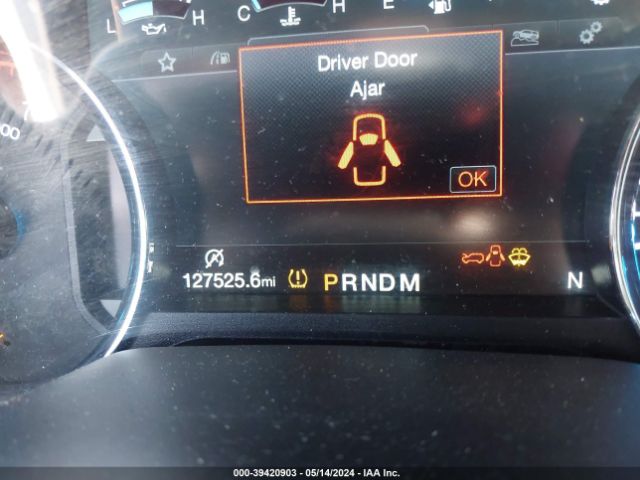 L H C H E
Driver Door
Ajar
OK
127525.6mi PRNDM N
000-39420903 - 05/14/2024 - IAA Inc.